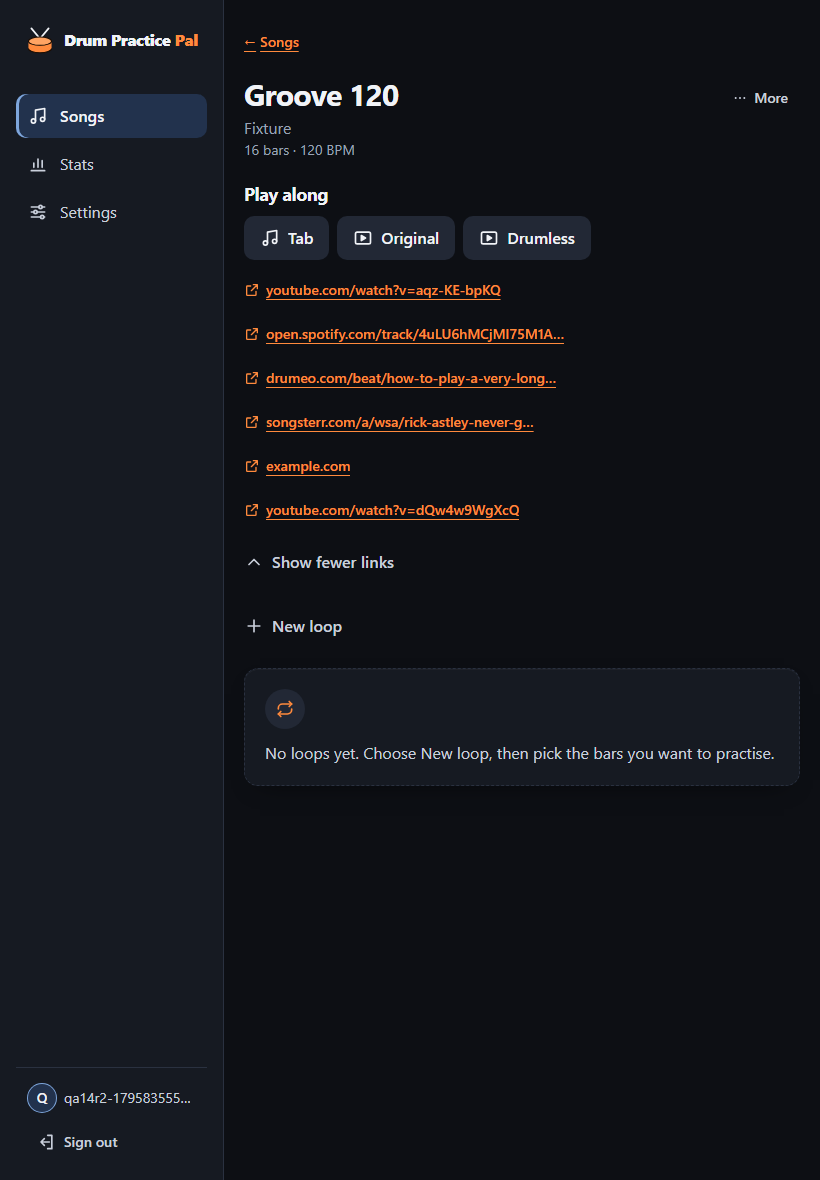 Drum Practice Pal
Songs
Stats
Settings
← Songs
Groove 120
··· More
Fixture
16 bars · 120 BPM
Play along
Tab
Original
Drumless
youtube.com/watch?v=aqz-KE-bpKQ
open.spotify.com/track/4uLU6hMCjMI75M1A...
drumeo.com/beat/how-to-play-a-very-long...
songsterr.com/a/wsa/rick-astley-never-g...
example.com
youtube.com/watch?v=dQw4w9WgXcQ
Show fewer links
New loop
No loops yet. Choose New loop, then pick the bars you want to practise.
Q
qa14r2-179583555...
Sign out